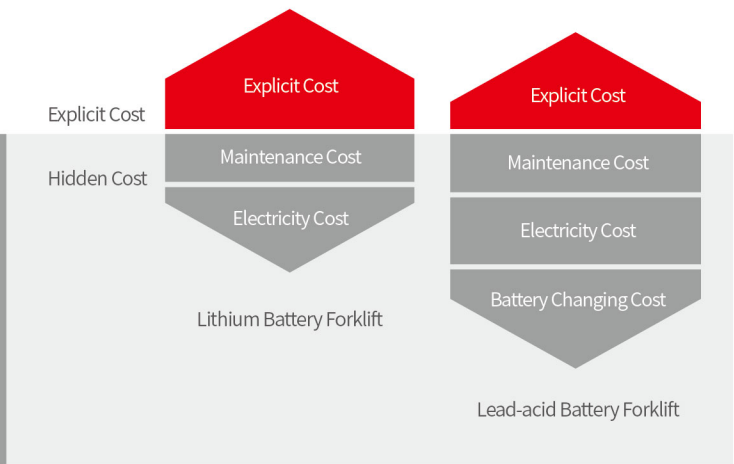 Explicit Cost
Hidden Cost
Explicit Cost
Maintenance Cost
Electricity Cost
Lithium Battery Forklift
Explicit Cost
Maintenance Cost
Electricity Cost
Battery Changing Cost
Lead-acid Battery Forklift